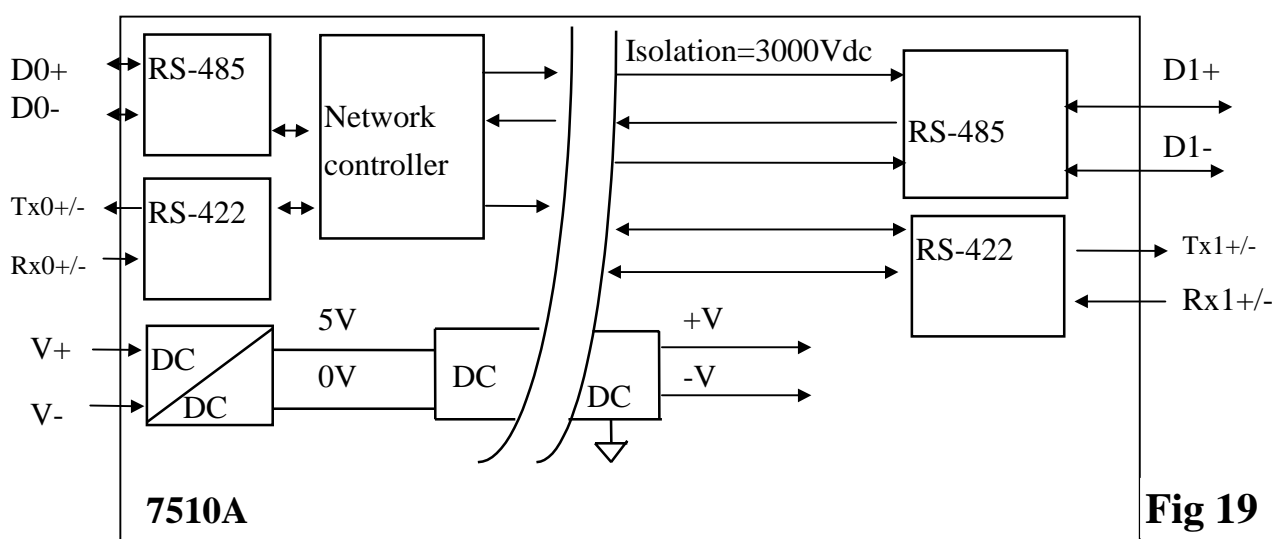 D0+
D0-
RS-485
Network
controller
Isolation=3000Vdc
RS-485
D1+
D1-
Tx0+/-
Rx0+/-
RS-422
RS-422
Tx1+/-
Rx1+/-
V+
V-
DC
DC
5V
0V
DC
DC
+V
-V
7510A
Fig 19